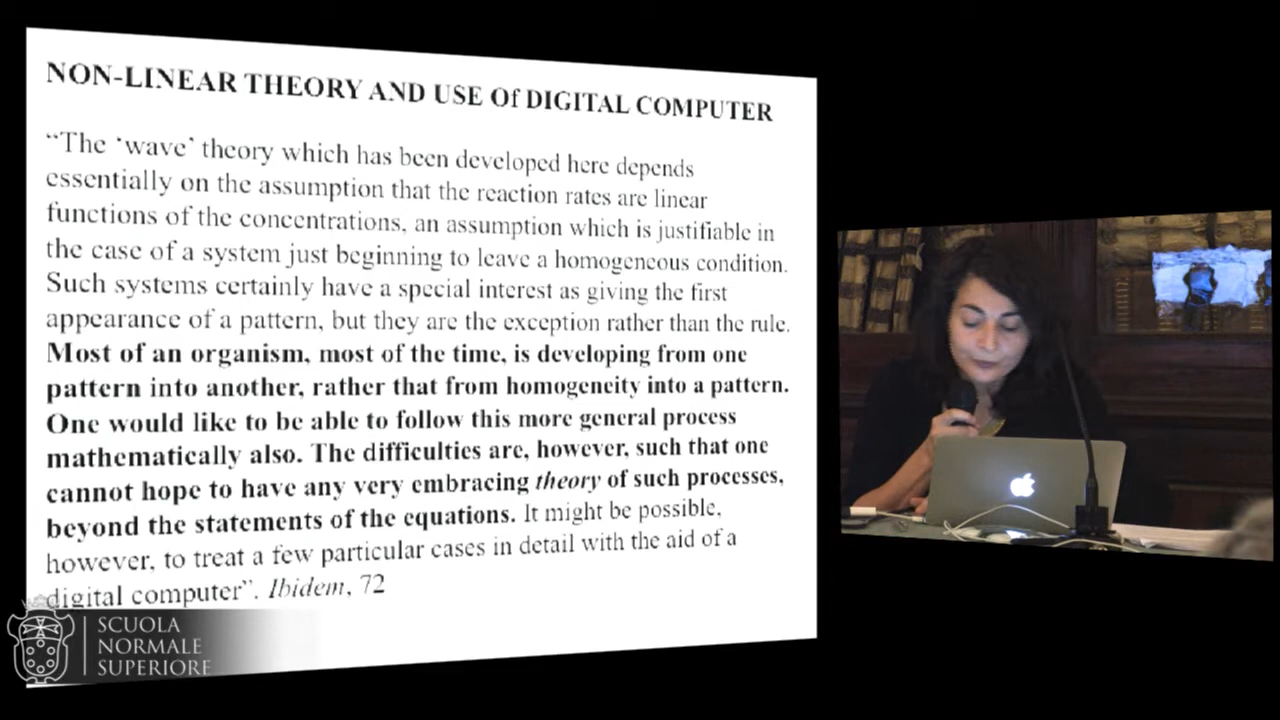 NON-LINEAR THEORY AND USE Of DIGITAL COMPUTER
“The ‘wave’ theory which has been developed here depends
essentially on the assumption that the reaction rates are linear
functions of the concentrations, an assumption which is justifiable in
the case of a system just beginning to leave a homogeneous condition.
Such systems certainly have a special interest as giving the first
appearance of a pattern, but they are the exception rather than the rule.
Most of an organism, most of the time, is developing from one
pattern into another, rather that from homogeneity into a pattern.
One would like to be able to follow this more general process
mathematically also. The difficulties are, however, such that one
cannot hope to have any very embracing theory of such processes,
beyond the statements of the equations. It might be possible,
however, to treat a few particular cases in detail with the aid of a
digital computer”. Ibidem, 72
SCUOLA
NORMALE
SUPERIORE